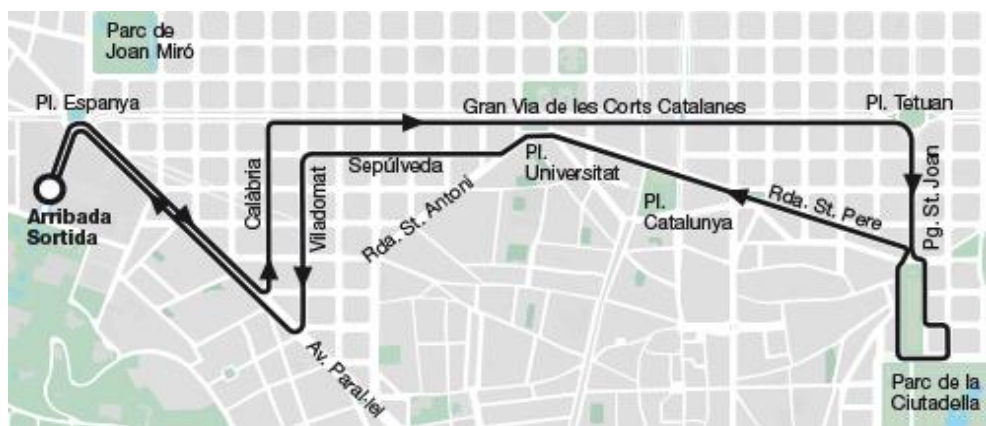 Parc de
Joan Miró
Pl. Espanya
Gran Via de les Corts Catalanes
Pl. Tetuan
Sepúlveda
Pl.
Universitat
Calàbria
Viladomat
Rda. St. Antoni
Pl.
Catalunya
Rda. St. Pere
Pg. St. Joan
Arribada
Sortida
Av. Paral·lel
Parc de la
Ciutadella